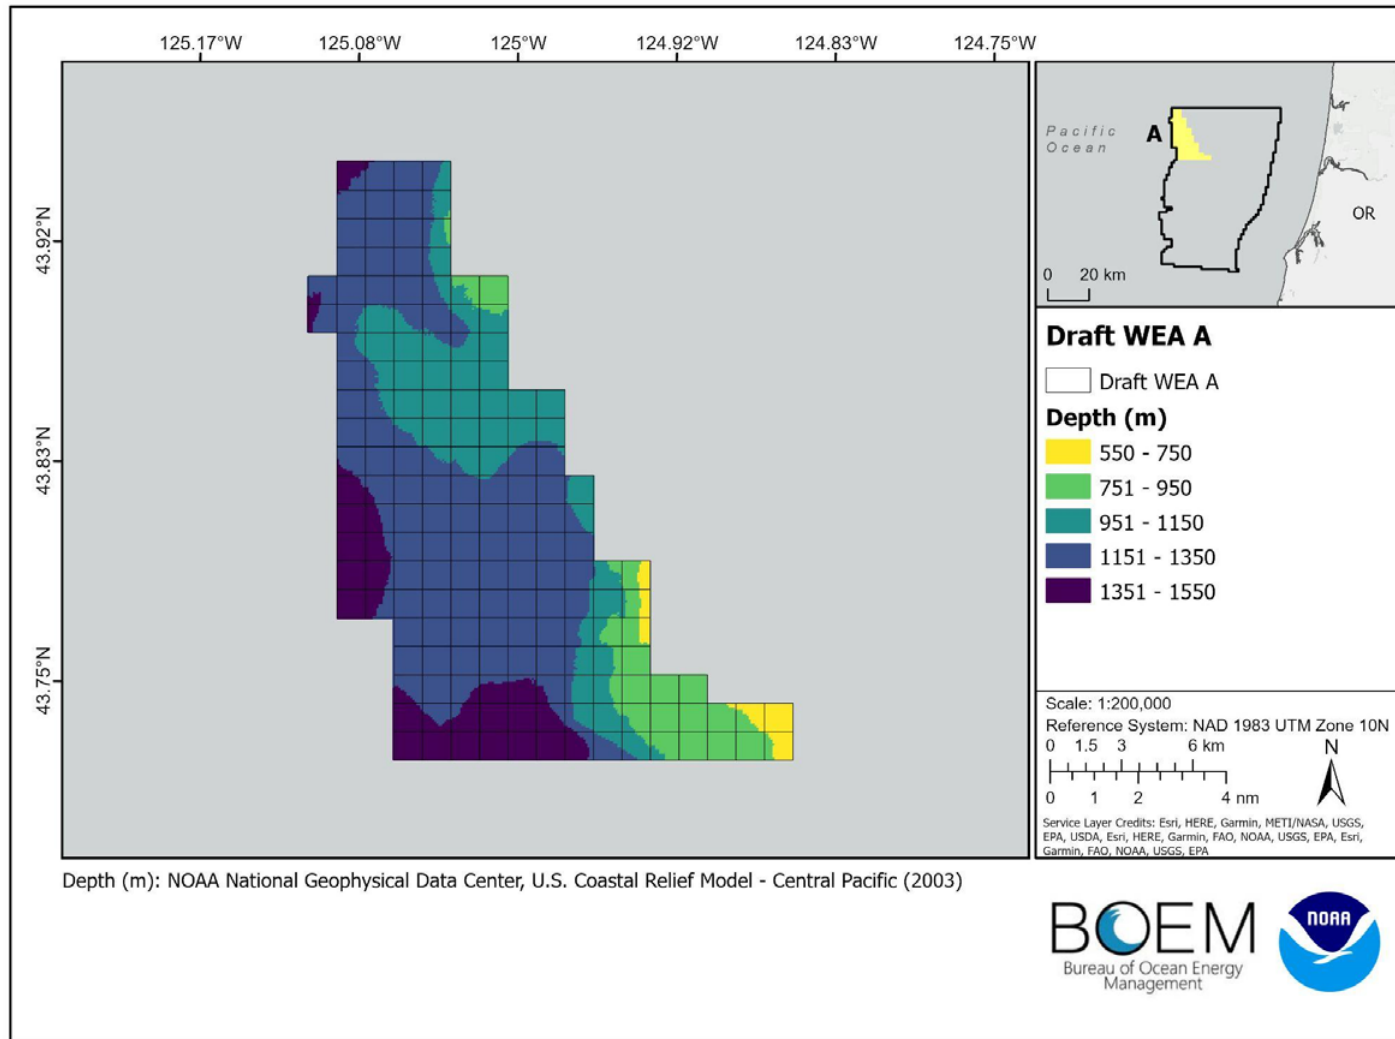 125.17°W 125.08°W 125°W 124.92°W 124.83°W 124.75°W
43.92°N
43.83°N
43.75°N
Pacific
Ocean
A
OR
0 20 km
Draft WEA A
Draft WEA A
Depth (m)
550 - 750
751 - 950
951 - 1150
1151 - 1350
1351 - 1550
Scale: 1:200,000
Reference System: NAD 1983 UTM Zone 10N
0 1.5 3 6 km
N
0 1 2 4 nm
Service Layer Credits: Esri, HERE, Garmin, METI/NASA, USGS,
EPA, USDA, Esri, HERE, Garmin, FAO, NOAA, USGS, EPA, Esri,
Garmin, FAO, NOAA, USGS, EPA
Depth (m): NOAA National Geophysical Data Center, U.S. Coastal Relief Model - Central Pacific (2003)
BOEM
Bureau of Ocean Energy
Management
NOAA